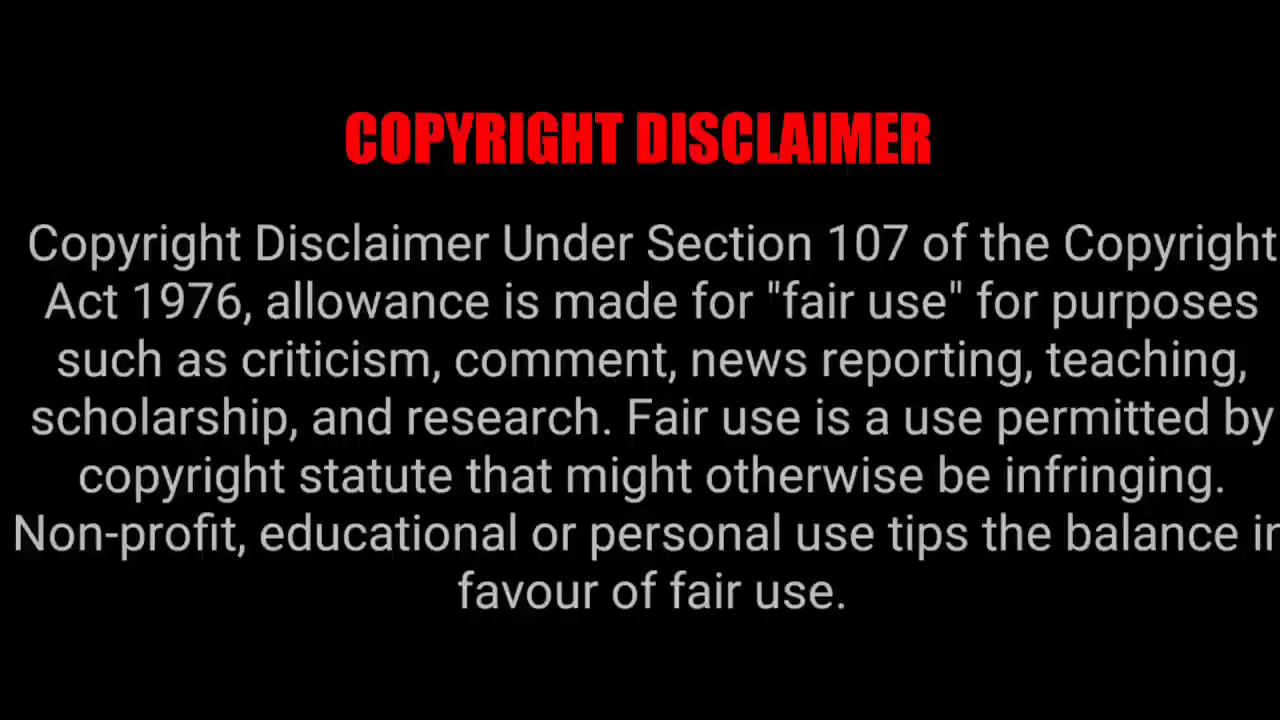 COPYRIGHT DISCLAIMER
Copyright Disclaimer Under Section 107 of the Copyright
Act 1976, allowance is made for "fair use" for purposes
such as criticism, comment, news reporting, teaching,
scholarship, and research. Fair use is a use permitted by
copyright statute that might otherwise be infringing.
Non-profit, educational or personal use tips the balance in
favour of fair use.